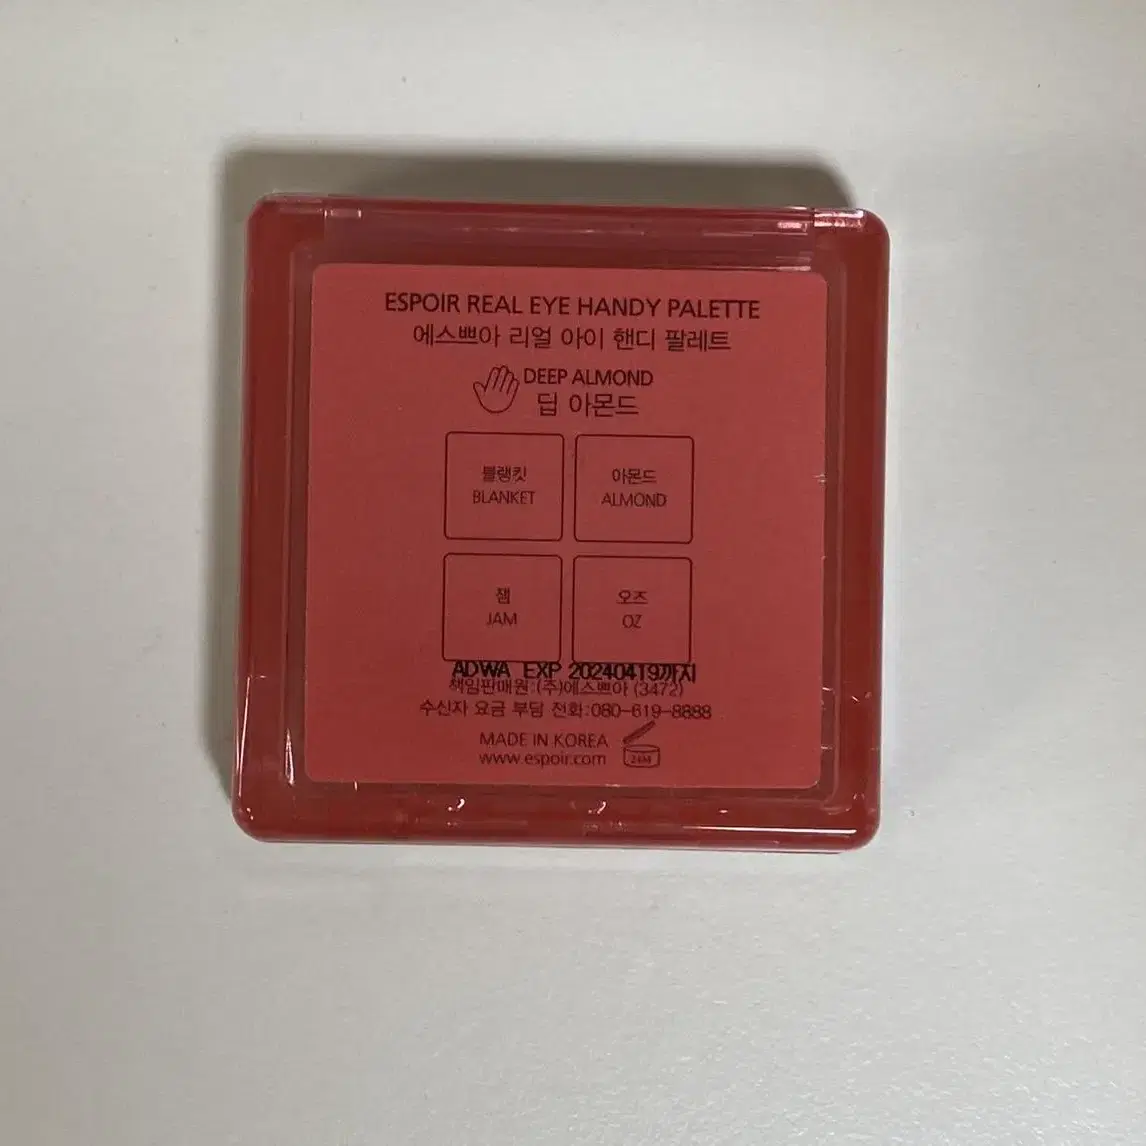 ESPOIR REAL EYE HANDY PALETTE
에스쁘아 리얼 아이 핸디 팔레트
DEEP ALMOND
딥 아몬드
블랭킷
BLANKET
아몬드
ALMOND
잼
JAM
오즈
OZ
ADWA EXP 20240419까지
책임판매원:(주)에스쁘아 (3472)
수신자 요금 부담 전화:080-619-8888
MADE IN KOREA
www.espoir.com
24M